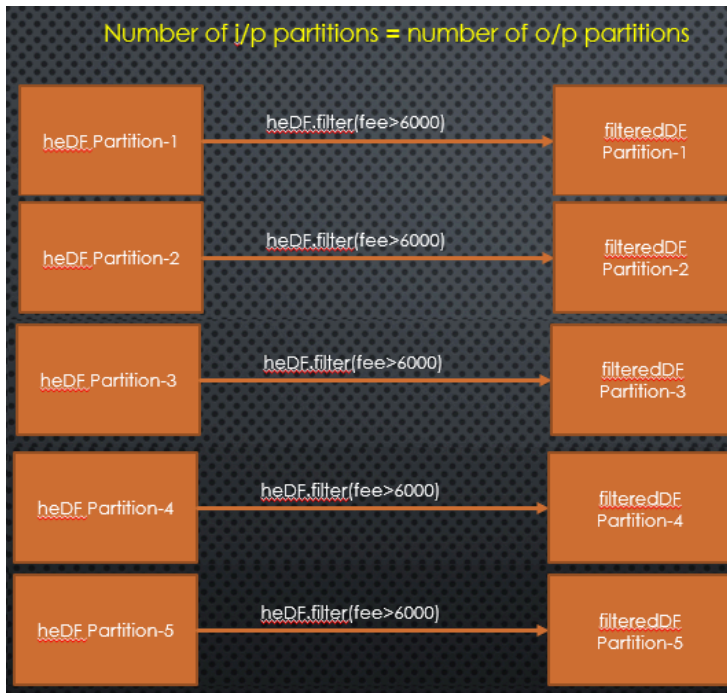 Number of i/p partitions = number of o/p partitions
heDF Partition-1
heDF.filter(fee>6000)
filteredDF
Partition-1
heDF Partition-2
heDF.filter(fee>6000)
filteredDF
Partition-2
heDF Partition-3
heDF.filter(fee>6000)
filteredDF
Partition-3
heDF Partition-4
heDF.filter(fee>6000)
filteredDF
Partition-4
heDF Partition-5
heDF.filter(fee>6000)
filteredDF
Partition-5